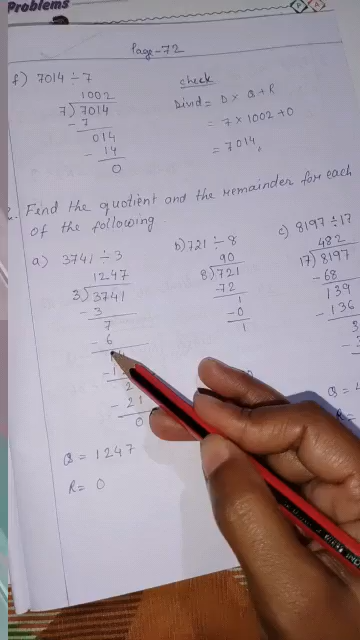 Problems
Page-72
f) 7014 ÷ 7
1002
7) 7014
- 7
014
- 14
0
check
Divid = D × Q + R
= 7 × 1002 + 0
= 7014
Find the quotient and the remainder for each
of the following.
a) 3741 ÷ 3
1247
3) 3741
- 3
7
- 6
- 1
2
- 21
0
Q = 1247
R = 0
b) 721 ÷ 8
90
8) 721
- 72
1
- 0
1
c) 8197 ÷ 17
482
17) 8197
- 68
139
- 136
3
Q =
R =